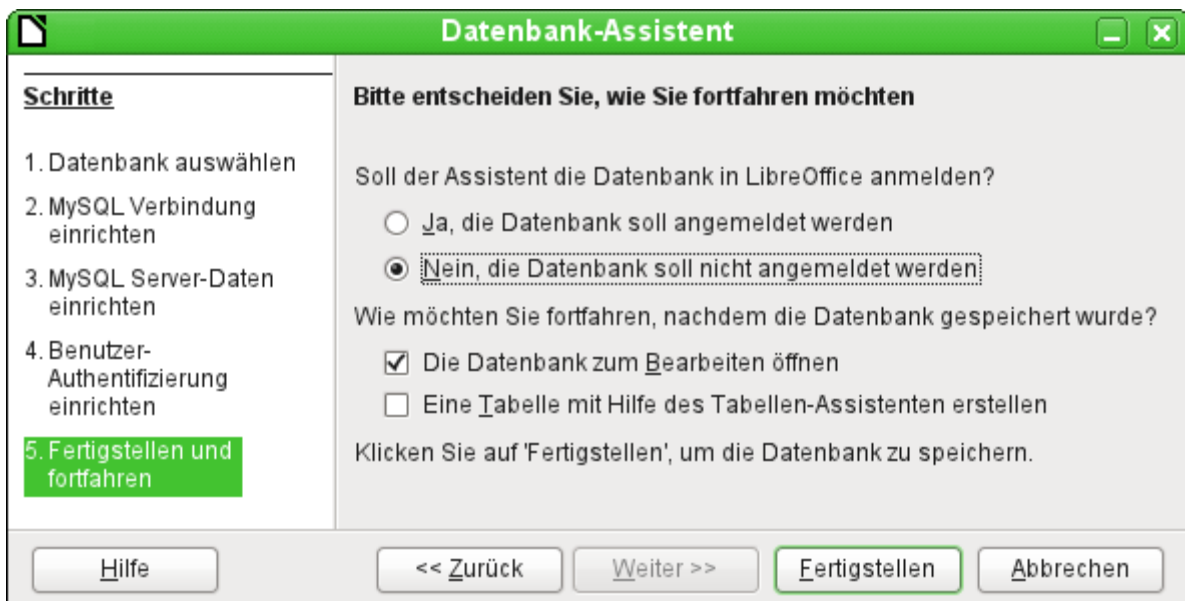 Datenbank-Assistent
Schritte
1. Datenbank auswählen
2. MySQL Verbindung
einrichten
3. MySQL Server-Daten
einrichten
4. Benutzer-
Authentifizierung
einrichten
5. Fertigstellen und
fortfahren
Bitte entscheiden Sie, wie Sie fortfahren möchten
Soll der Assistent die Datenbank in LibreOffice anmelden?
Ja, die Datenbank soll angemeldet werden
Nein, die Datenbank soll nicht angemeldet werden
Wie möchten Sie fortfahren, nachdem die Datenbank gespeichert wurde?
Die Datenbank zum Bearbeiten öffnen
Eine Tabelle mit Hilfe des Tabellen-Assistenten erstellen
Klicken Sie auf 'Fertigstellen', um die Datenbank zu speichern.
Hilfe
<< Zurück
Weiter >>
Fertigstellen
Abbrechen